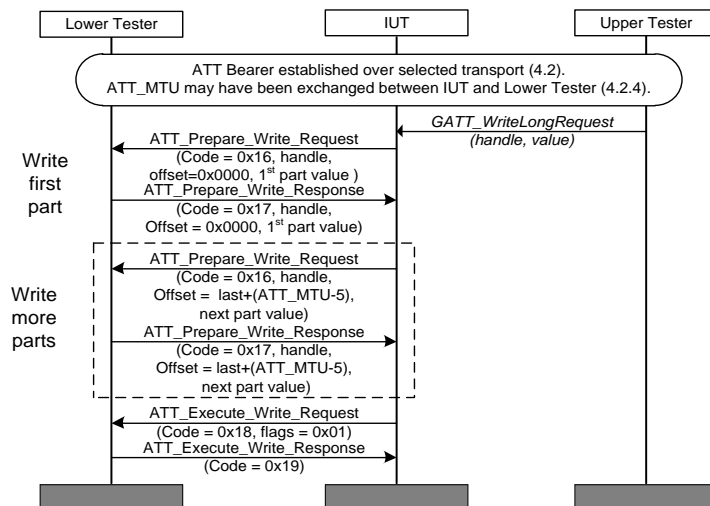 Lower Tester
IUT
Upper Tester
ATT Bearer established over selected transport (4.2).
ATT_MTU may have been exchanged between IUT and Lower Tester (4.2.4).
GATT_WriteLongRequest
(handle, value)
Write
first
part
ATT_Prepare_Write_Request
(Code = 0x16, handle,
offset=0x0000, 1st part value )
ATT_Prepare_Write_Response
(Code = 0x17, handle,
Offset = 0x0000, 1st part value)
Write
more
parts
ATT_Prepare_Write_Request
(Code = 0x16, handle,
Offset = last+(ATT_MTU-5),
next part value)
ATT_Prepare_Write_Response
(Code = 0x17, handle,
Offset = last+(ATT_MTU-5),
next part value)
ATT_Execute_Write_Request
(Code = 0x18, flags = 0x01)
ATT_Execute_Write_Response
(Code = 0x19)